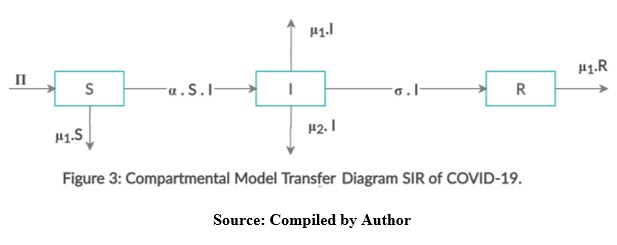 μ₁.I
Π S α.S.I I σ.I R μ₁.R
μ₁.S μ₂.I
Figure 3: Compartmental Model Transfer Diagram SIR of COVID-19.
Source: Compiled by Author